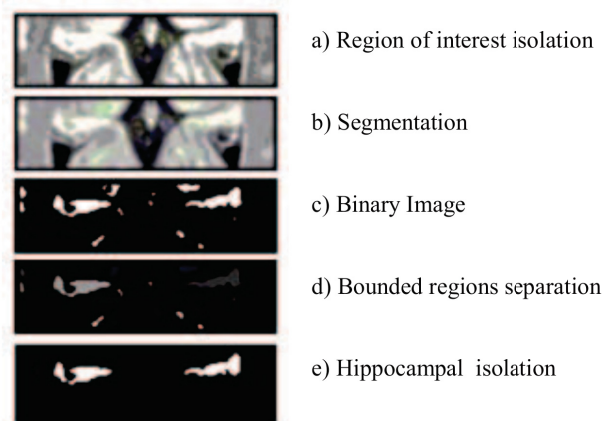 a) Region of interest isolation
b) Segmentation
c) Binary Image
d) Bounded regions separation
e) Hippocampal isolation